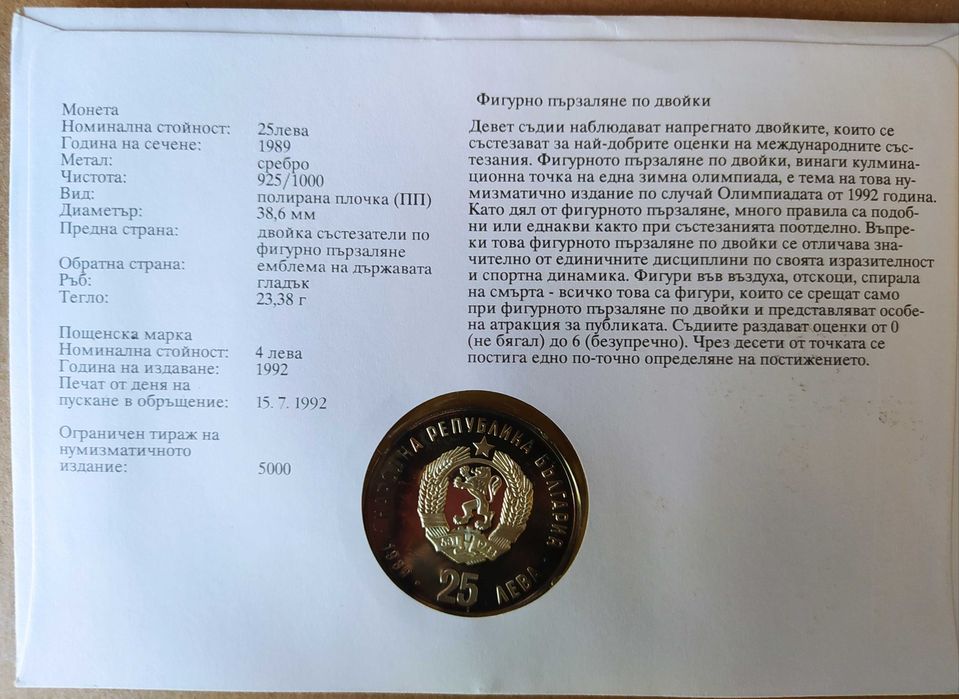 Монета
Номинална стойност: 25лева
Година на сечене: 1989
Метал: сребро
Чистота: 925/1000
Вид: полирана плочка (ПП)
Диаметър: 38,6 мм
Предна страна: двойка състезатели по
фигурно пързаляне
Обратна страна: емблема на държавата
Ръб: гладък
Тегло: 23,38 г
Пощенска марка
Номинална стойност: 4 лева
Година на издаване: 1992
Печат от деня на
пускане в обръщение: 15. 7. 1992
Ограничен тираж на
нумизматичното
издание: 5000
Фигурно пързаляне по двойки
Девет съдии наблюдават напрегнато двойките, които се
състезават за най-добрите оценки на международните със-
тезания. Фигурното пързаляне по двойки, винаги кулмина-
ционна точка на една зимна олимпиада, е тема на това ну-
мизматично издание по случай Олимпиадата от 1992 година.
Като дял от фигурното пързаляне, много правила са подоб-
ни или еднакви както при състезанията поотделно. Въпре-
ки това фигурното пързаляне по двойки се отличава зна-
чително от единичните дисциплини по своята изразителност
и спортна динамика. Фигури във въздуха, отскоци, спирала
на смърта - всичко това са фигури, които се срещат само
при фигурното пързаляне по двойки и представляват особе-
на атракция за публиката. Съдиите раздават оценки от 0
(не бягал) до 6 (безупречно). Чрез десети от точката се
постига едно по-точно определяне на постижението.
НАРОДНА РЕПУБЛИКА БЪЛГАРИЯ
681 1944
· 1989 · 25 ЛЕВА ·